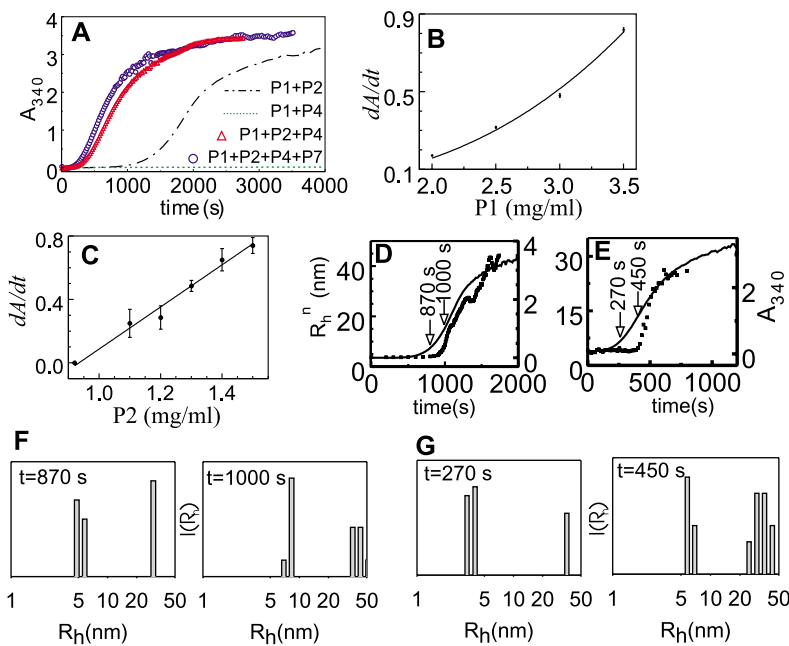 A
A340
4
3
2
1
0
P1+P2
P1+P4
P1+P2+P4
P1+P2+P4+P7
0 1000 2000 3000 4000
time(s)
B
dA/dt
0.9
0.5
0.1
2.0 2.5 3.0 3.5
P1 (mg/ml)
C
dA/dt
0.8
0.4
0.0
1.0 1.2 1.4
P2 (mg/ml)
D
Rhn (nm)
40
20
0
870 s
1000 s
4
2
0
0 1000 2000
time(s)
E
30
15
0
270 s
450 s
2
0
A340
0 500 1000
time(s)
F
t=870 s
1 5 10 20 50
Rh(nm)
t=1000 s
I(Rh)
1 5 10 20 50
Rh(nm)
G
t=270 s
1 5 10 20 50
Rh(nm)
t=450 s
I(Rh)
1 5 10 20 50
Rh(nm)